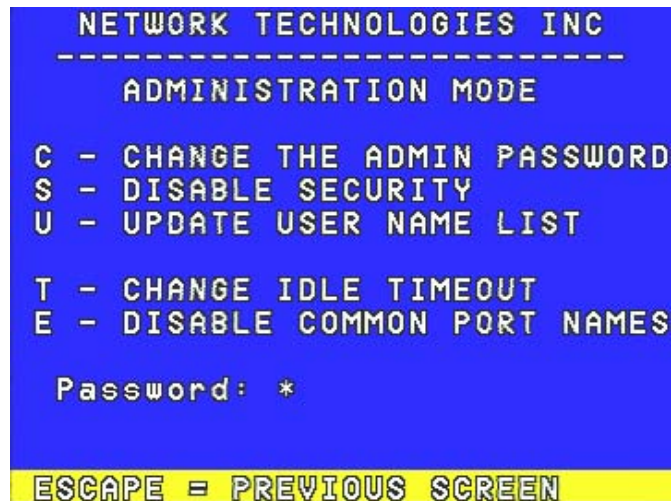 NETWORK TECHNOLOGIES INC
--------------------------
ADMINISTRATION MODE
C - CHANGE THE ADMIN PASSWORD
S - DISABLE SECURITY
U - UPDATE USER NAME LIST
T - CHANGE IDLE TIMEOUT
E - DISABLE COMMON PORT NAMES
Password: *
ESCAPE = PREVIOUS SCREEN